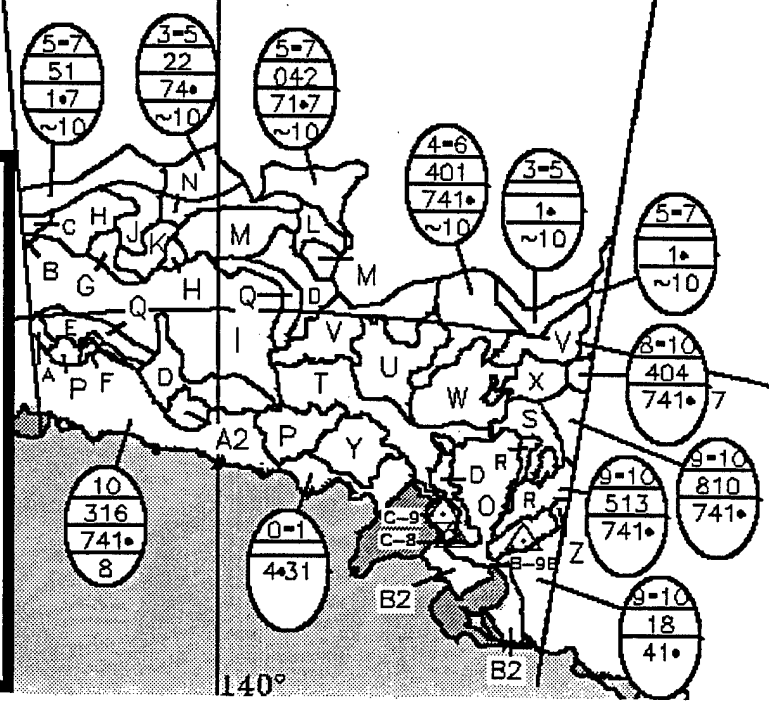 5=7
51
1•7
~10
3=5
22
74•
~10
5=7
042
71•7
~10
4=6
401
741•
~10
3=5
1•
~10
5=7
1•
~10
N
C H J K M L M
B G H Q D
E Q I V V
A P F D T U W X
8=10
404
741• 7
S
A2 P Y D R
O R
10
316
741•
8
0=1
4•31
C-9
C-8
9=10
513
741•
9=10
810
741•
B-9B
Z
B2
9=10
18
41•
B2
140°